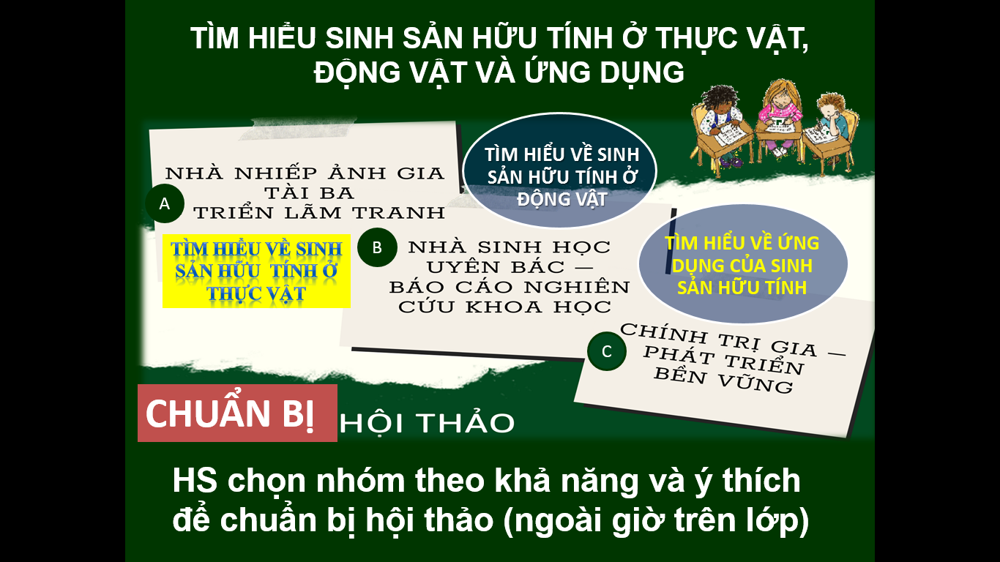 TÌM HIỂU SINH SẢN HỮU TÍNH Ở THỰC VẬT,
ĐỘNG VẬT VÀ ỨNG DỤNG
A
NHÀ NHIẾP ẢNH GIA
TÀI BA
TRIỂN LÃM TRANH
TÌM HIỂU VỀ SINH
SẢN HỮU TÍNH Ở
THỰC VẬT
TÌM HIỂU VỀ SINH
SẢN HỮU TÍNH Ở
ĐỘNG VẬT
B
NHÀ SINH HỌC
UYÊN BÁC –
BÁO CÁO NGHIÊN
CỨU KHOA HỌC
TÌM HIỂU VỀ ỨNG
DỤNG CỦA SINH
SẢN HỮU TÍNH
C
CHÍNH TRỊ GIA –
PHÁT TRIỂN
BỀN VỮNG
CHUẨN BỊ
HỘI THẢO
HS chọn nhóm theo khả năng và ý thích
để chuẩn bị hội thảo (ngoài giờ trên lớp)